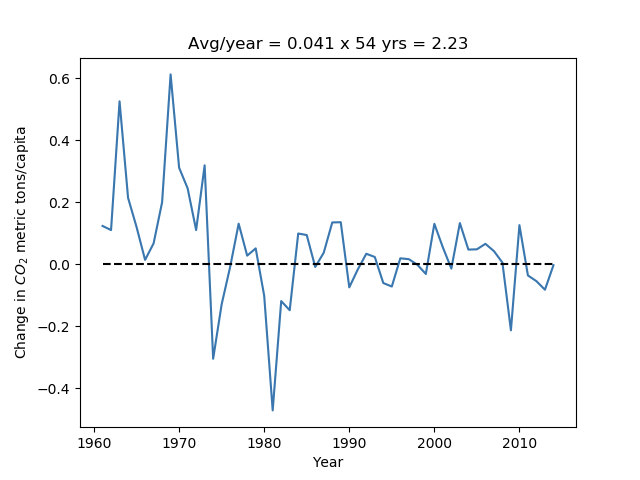 Avg/year = 0.041 x 54 yrs = 2.23
0.6
0.4
0.2
0.0
−0.2
−0.4
Change in CO₂ metric tons/capita
1960 1970 1980 1990 2000 2010
Year